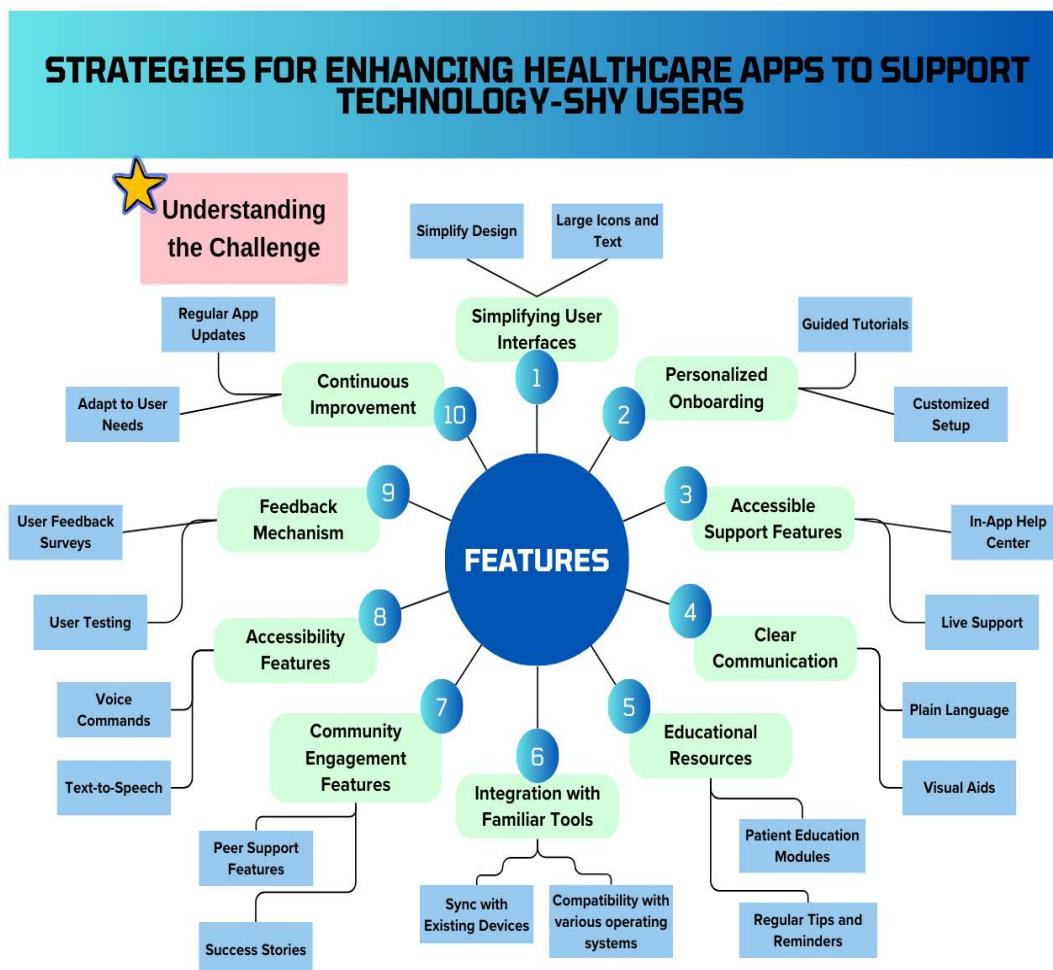 STRATEGIES FOR ENHANCING HEALTHCARE APPS TO SUPPORT
TECHNOLOGY-SHY USERS
Understanding
the Challenge
Simplify Design
Large Icons and
Text
Simplifying User
Interfaces
1
Personalized
Onboarding
2
Guided Tutorials
Customized
Setup
3
Accessible
Support Features
In-App Help
Center
Live Support
4
Clear
Communication
Plain Language
Visual Aids
5
Educational
Resources
Patient Education
Modules
Regular Tips and
Reminders
6
Integration with
Familiar Tools
Sync with
Existing Devices
Compatibility with
various operating
systems
7
Community
Engagement
Features
Peer Support
Features
Success Stories
8
Accessibility
Features
Voice
Commands
Text-to-Speech
9
Feedback
Mechanism
User Feedback
Surveys
User Testing
10
Continuous
Improvement
Regular App
Updates
Adapt to User
Needs
FEATURES